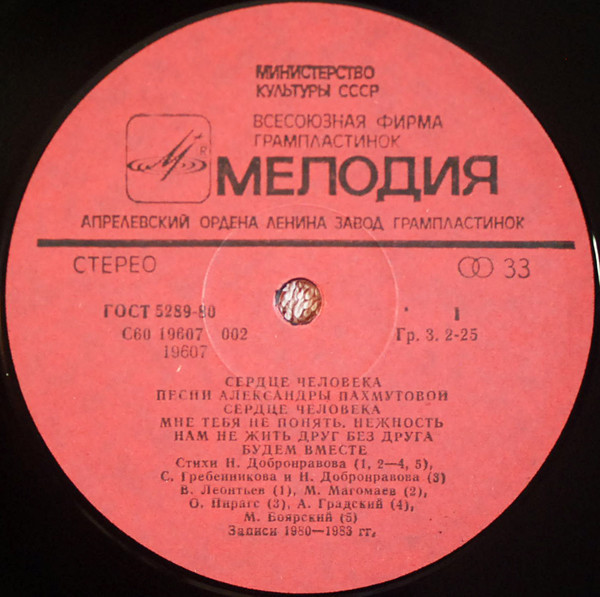 МИНИСТЕРСТВО
КУЛЬТУРЫ СССР
ВСЕСОЮЗНАЯ ФИРМА
ГРАМПЛАСТИНОК
М R
МЕЛОДИЯ
АПРЕЛЕВСКИЙ ОРДЕНА ЛЕНИНА ЗАВОД ГРАМПЛАСТИНОК
СТЕРЕО 33
ГОСТ 5289-80 1
С60 19607 002 Гр. 3. 2-25
19607
СЕРДЦЕ ЧЕЛОВЕКА
ПЕСНИ АЛЕКСАНДРЫ ПАХМУТОВОЙ
СЕРДЦЕ ЧЕЛОВЕКА
МНЕ ТЕБЯ НЕ ПОНЯТЬ. НЕЖНОСТЬ
НАМ НЕ ЖИТЬ ДРУГ БЕЗ ДРУГА
БУДЕМ ВМЕСТЕ
Стихи Н. Добронравова (1, 2—4, 5),
С. Гребенникова и Н. Добронравова (3)
В. Леонтьев (1), М. Магомаев (2),
О. Пирагс (3), А. Градский (4),
М. Боярский (5)
Записи 1980—1983 гг.